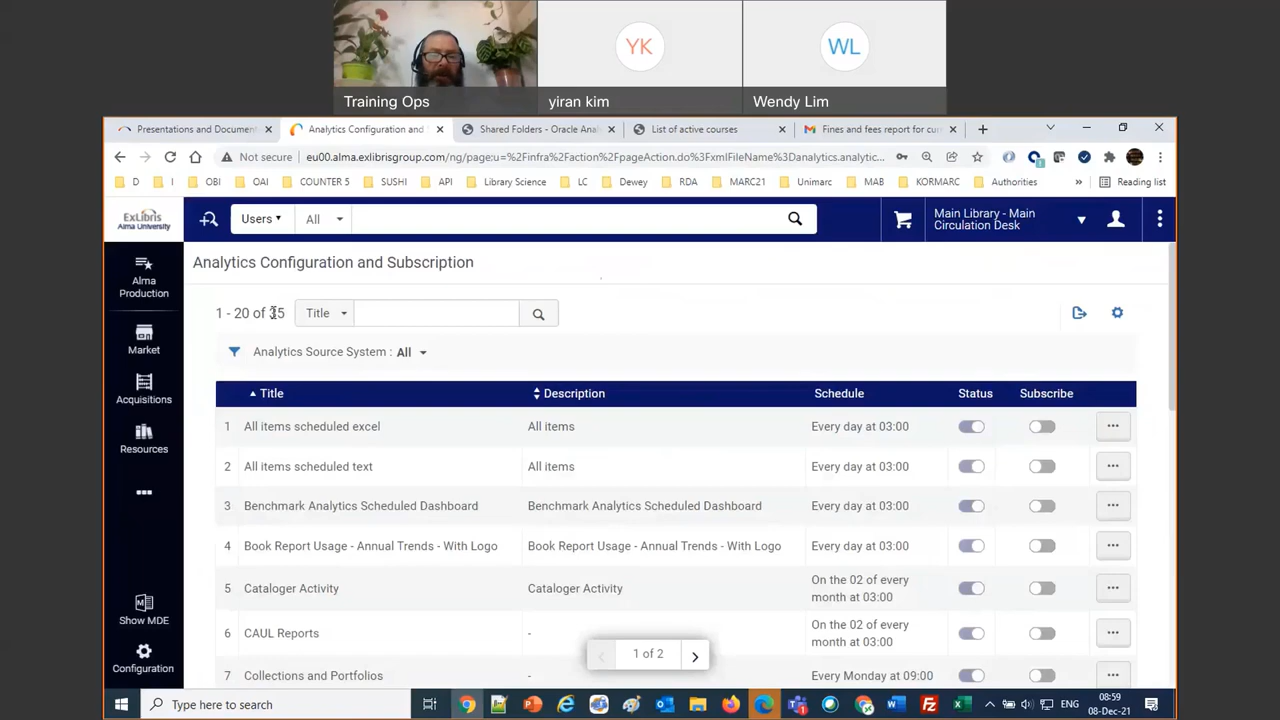 YK
WL
Training Ops
yiran kim
Wendy Lim
Presentations and Document
Analytics Configuration and
Shared Folders - Oracle Anal
List of active courses
Fines and fees report for cur
Not secure
eu00.alma.exlibrisgroup.com/ng/page:u=%2Finfra%2Faction%2FpageAction.do%3FxmlFileName%3Danalytics.analytic...
D
I
OBI
OAI
COUNTER 5
SUSHI
API
Library Science
LC
Dewey
RDA
MARC21
Unimarc
MAB
KORMARC
Authorities
»
Reading list
ExLibris
Alma University
Users
All
Main Library - Main
Circulation Desk
Alma
Production
Market
Acquisitions
Resources
Show MDE
Configuration
Analytics Configuration and Subscription
1 - 20 of
Title
Analytics Source System : All
Title Description Schedule Status Subscribe
1 All items scheduled excel All items Every day at 03:00
2 All items scheduled text All items Every day at 03:00
3 Benchmark Analytics Scheduled Dashboard Benchmark Analytics Scheduled Dashboard Every day at 03:00
4 Book Report Usage - Annual Trends - With Logo Book Report Usage - Annual Trends - With Logo Every day at 03:00
5 Cataloger Activity Cataloger Activity On the 02 of every
month at 03:00
6 CAUL Reports - On the 02 of every
month at 03:00
7 Collections and Portfolios - Every Monday at 09:00
1 of 2
Type here to search
ENG
08:59
08-Dec-21